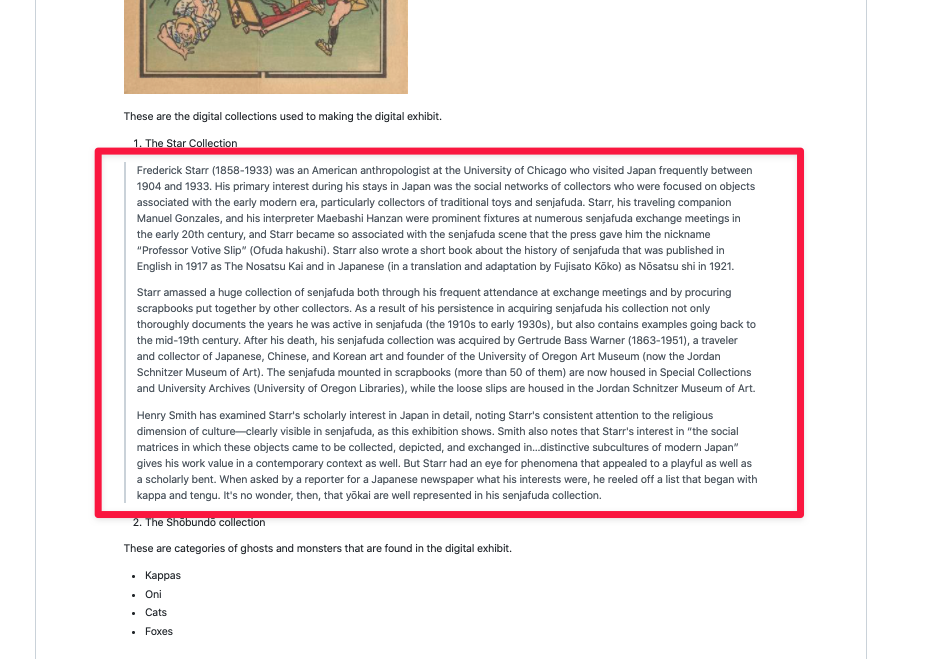 These are the digital collections used to making the digital exhibit.
1. The Star Collection
Frederick Starr (1858-1933) was an American anthropologist at the University of Chicago who visited Japan frequently between
1904 and 1933. His primary interest during his stays in Japan was the social networks of collectors who were focused on objects
associated with the early modern era, particularly collectors of traditional toys and senjafuda. Starr, his traveling companion
Manuel Gonzales, and his interpreter Maebashi Hanzan were prominent fixtures at numerous senjafuda exchange meetings in
the early 20th century, and Starr became so associated with the senjafuda scene that the press gave him the nickname
“Professor Votive Slip” (Ofuda hakushi). Starr also wrote a short book about the history of senjafuda that was published in
English in 1917 as The Nosatsu Kai and in Japanese (in a translation and adaptation by Fujisato Kōko) as Nōsatsu shi in 1921.
Starr amassed a huge collection of senjafuda both through his frequent attendance at exchange meetings and by procuring
scrapbooks put together by other collectors. As a result of his persistence in acquiring senjafuda his collection not only
thoroughly documents the years he was active in senjafuda (the 1910s to early 1930s), but also contains examples going back to
the mid-19th century. After his death, his senjafuda collection was acquired by Gertrude Bass Warner (1863-1951), a traveler
and collector of Japanese, Chinese, and Korean art and founder of the University of Oregon Art Museum (now the Jordan
Schnitzer Museum of Art). The senjafuda mounted in scrapbooks (more than 50 of them) are now housed in Special Collections
and University Archives (University of Oregon Libraries), while the loose slips are housed in the Jordan Schnitzer Museum of Art.
Henry Smith has examined Starr's scholarly interest in Japan in detail, noting Starr's consistent attention to the religious
dimension of culture—clearly visible in senjafuda, as this exhibition shows. Smith also notes that Starr's interest in “the social
matrices in which these objects came to be collected, depicted, and exchanged in...distinctive subcultures of modern Japan”
gives his work value in a contemporary context as well. But Starr had an eye for phenomena that appealed to a playful as well as
a scholarly bent. When asked by a reporter for a Japanese newspaper what his interests were, he reeled off a list that began with
kappa and tengu. It's no wonder, then, that yōkai are well represented in his senjafuda collection.
2. The Shōbundō collection
These are categories of ghosts and monsters that are found in the digital exhibit.
• Kappas
• Oni
• Cats
• Foxes